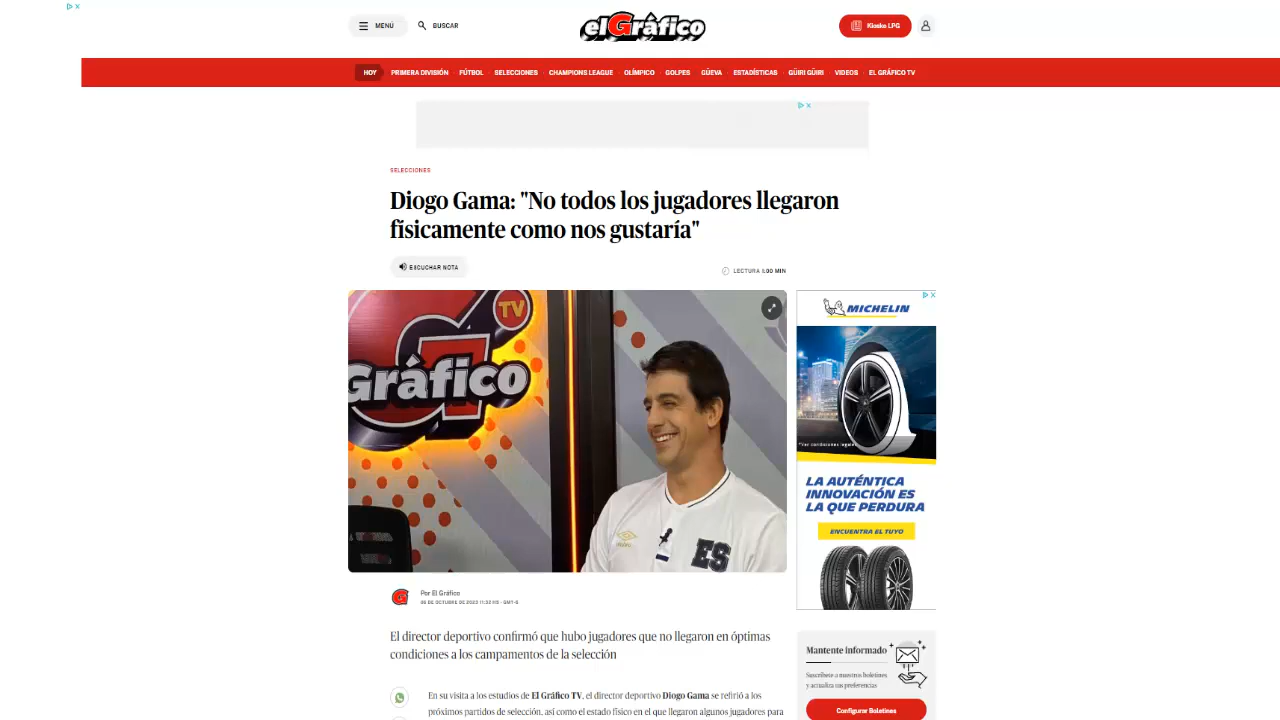 MENÚ
BUSCAR
elGráfico
Kiosko LPG
HOY
PRIMERA DIVISIÓN
FÚTBOL
SELECCIONES
CHAMPIONS LEAGUE
OLÍMPICO
GOLPES
GÜEVA
ESTADÍSTICAS
GÜIRI GÜIRI
VIDEOS
EL GRÁFICO TV
SELECCIONES
Diogo Gama: "No todos los jugadores llegaron
físicamente como nos gustaría"
ESCUCHAR NOTA
LECTURA 1:00 MIN
TV
Gráfico
ES
MICHELIN
*Ver condiciones legales
LA AUTÉNTICA
INNOVACIÓN ES
LA QUE PERDURA
ENCUENTRA EL TUYO
Por El Gráfico
El director deportivo confirmó que hubo jugadores que no llegaron en óptimas
condiciones a los campamentos de la selección
Mantente informado
Suscríbete a nuestros boletines
y actualiza tus preferencias
Configurar Boletines
En su visita a los estudios de El Gráfico TV, el director deportivo Diogo Gama se refirió a los
próximos partidos de selección, así como el estado físico en el que llegaron algunos jugadores para